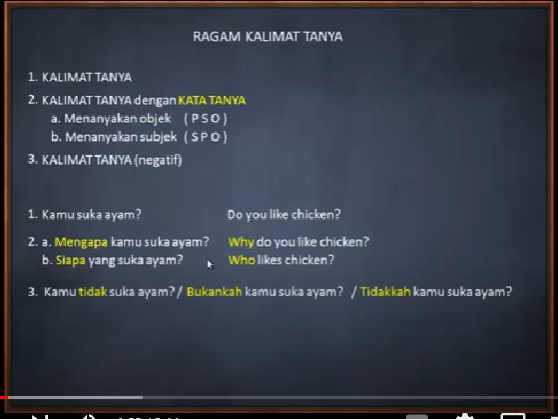 RAGAM KALIMAT TANYA
1. KALIMAT TANYA
2. KALIMAT TANYA dengan KATA TANYA
a. Menanyakan objek ( P S O )
b. Menanyakan subjek ( S P O )
3. KALIMAT TANYA (negatif)
1. Kamu suka ayam? Do you like chicken?
2. a. Mengapa kamu suka ayam? Why do you like chicken?
b. Siapa yang suka ayam? Who likes chicken?
3. Kamu tidak suka ayam? / Bukankah kamu suka ayam? / Tidakkah kamu suka ayam?